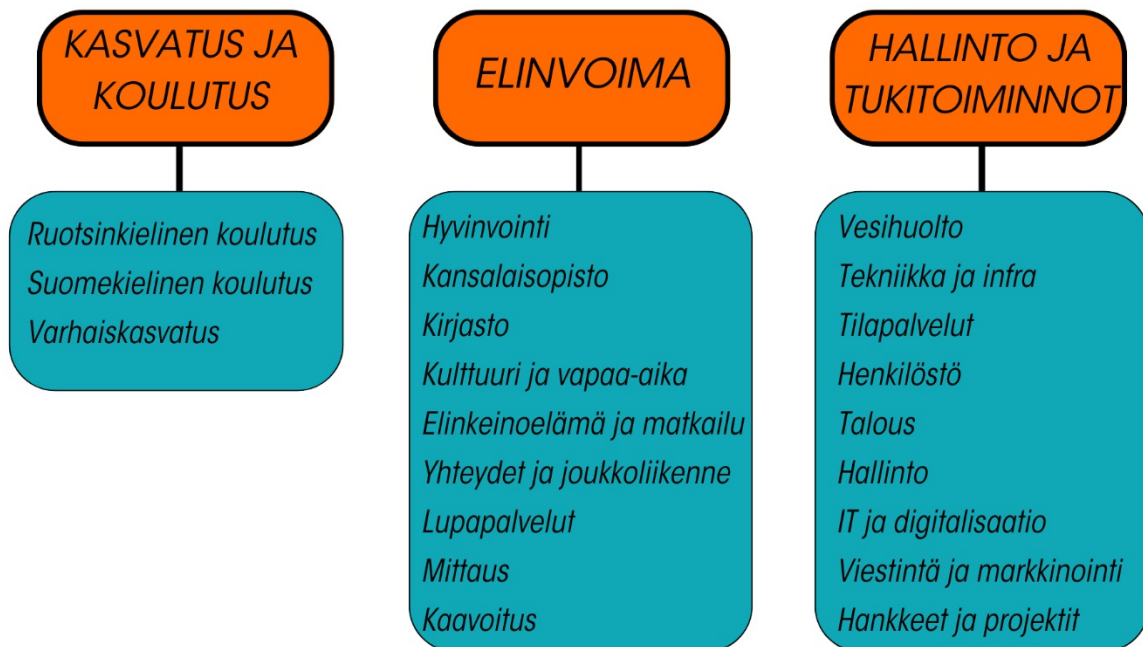 KASVATUS JA
KOULUTUS
Ruotsinkielinen koulutus
Suomekielinen koulutus
Varhaiskasvatus
ELINVOIMA
Hyvinvointi
Kansalaisopisto
Kirjasto
Kulttuuri ja vapaa-aika
Elinkeinoelämä ja matkailu
Yhteydet ja joukkoliikenne
Lupapalvelut
Mittaus
Kaavoitus
HALLINTO JA
TUKITOIMINNOT
Vesihuolto
Tekniikka ja infra
Tilapalvelut
Henkilöstö
Talous
Hallinto
IT ja digitalisaatio
Viestintä ja markkinointi
Hankkeet ja projektit